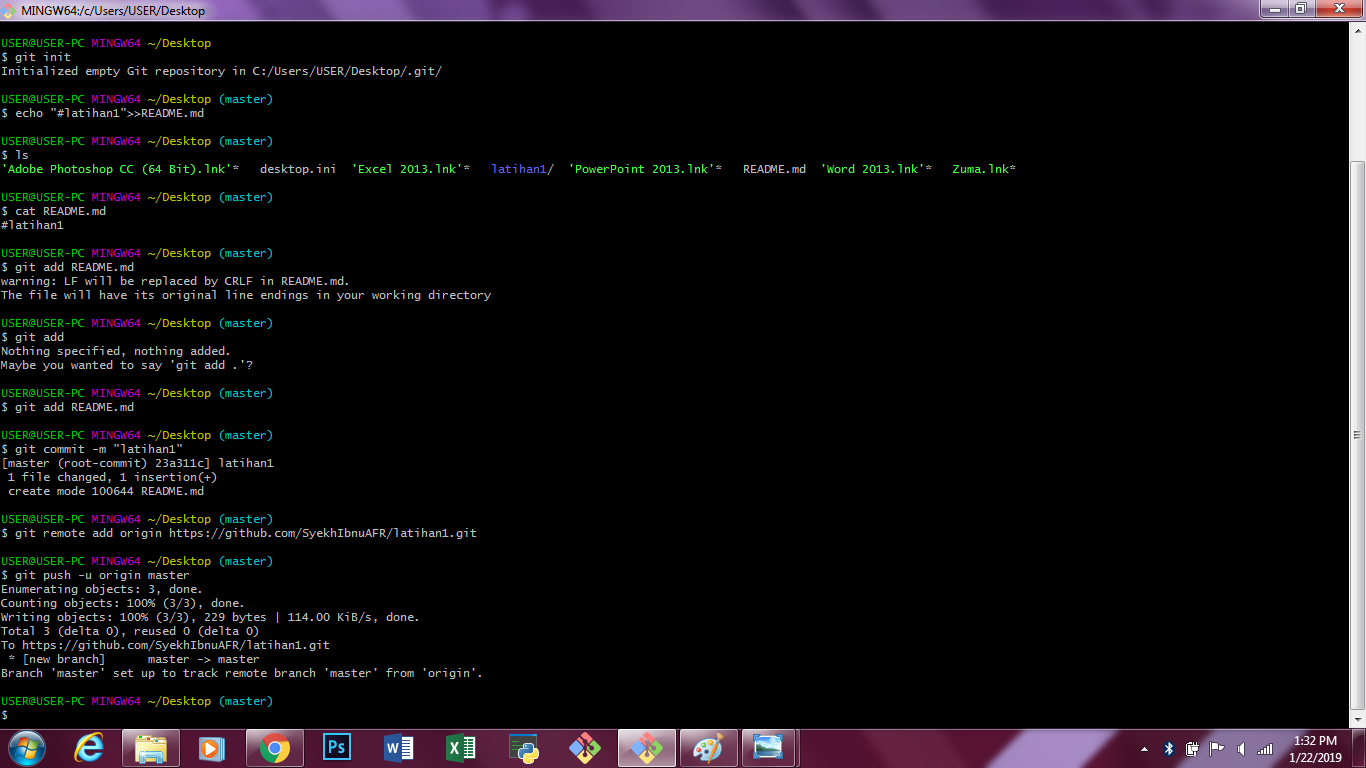 MINGW64:/c/Users/USER/Desktop
USER@USER-PC MINGW64 ~/Desktop
$ git init
Initialized empty Git repository in C:/Users/USER/Desktop/.git/
USER@USER-PC MINGW64 ~/Desktop (master)
$ echo "#latihan1">>README.md
USER@USER-PC MINGW64 ~/Desktop (master)
$ ls
'Adobe Photoshop CC (64 Bit).lnk'*   desktop.ini  'Excel 2013.lnk'*   latihan1/  'PowerPoint 2013.lnk'*   README.md  'Word 2013.lnk'*   Zuma.lnk*
USER@USER-PC MINGW64 ~/Desktop (master)
$ cat README.md
#latihan1
USER@USER-PC MINGW64 ~/Desktop (master)
$ git add README.md
warning: LF will be replaced by CRLF in README.md.
The file will have its original line endings in your working directory
USER@USER-PC MINGW64 ~/Desktop (master)
$ git add
Nothing specified, nothing added.
Maybe you wanted to say 'git add .'?
USER@USER-PC MINGW64 ~/Desktop (master)
$ git add README.md
USER@USER-PC MINGW64 ~/Desktop (master)
$ git commit -m "latihan1"
[master (root-commit) 23a311c] latihan1
 1 file changed, 1 insertion(+)
 create mode 100644 README.md
USER@USER-PC MINGW64 ~/Desktop (master)
$ git remote add origin https://github.com/SyekhIbnuAFR/latihan1.git
USER@USER-PC MINGW64 ~/Desktop (master)
$ git push -u origin master
Enumerating objects: 3, done.
Counting objects: 100% (3/3), done.
Writing objects: 100% (3/3), 229 bytes | 114.00 KiB/s, done.
Total 3 (delta 0), reused 0 (delta 0)
To https://github.com/SyekhIbnuAFR/latihan1.git
 * [new branch]      master -> master
Branch 'master' set up to track remote branch 'master' from 'origin'.
USER@USER-PC MINGW64 ~/Desktop (master)
$
Ps
1:32 PM
1/22/2019